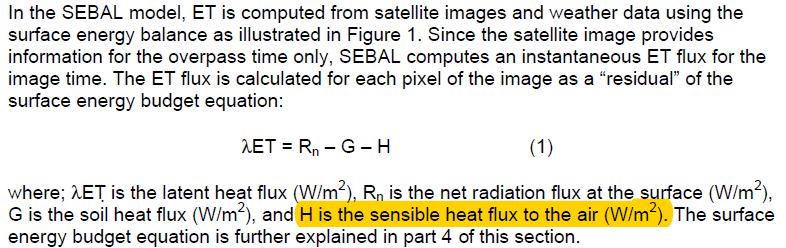 In the SEBAL model, ET is computed from satellite images and weather data using the
surface energy balance as illustrated in Figure 1. Since the satellite image provides
information for the overpass time only, SEBAL computes an instantaneous ET flux for the
image time. The ET flux is calculated for each pixel of the image as a “residual” of the
surface energy budget equation:
λET = Rₙ – G – H (1)
where; λET is the latent heat flux (W/m²), Rₙ is the net radiation flux at the surface (W/m²),
G is the soil heat flux (W/m²), and H is the sensible heat flux to the air (W/m²). The surface
energy budget equation is further explained in part 4 of this section.